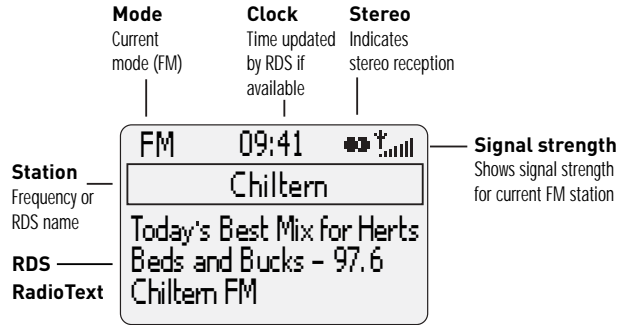 Mode
Current
mode (FM)
Clock
Time updated
by RDS if
available
Stereo
Indicates
stereo reception
FM 09:41
Signal strength
Shows signal strength
for current FM station
Station
Frequency or
RDS name
Chiltern
RDS
RadioText
Today's Best Mix for Herts
Beds and Bucks - 97.6
Chiltern FM